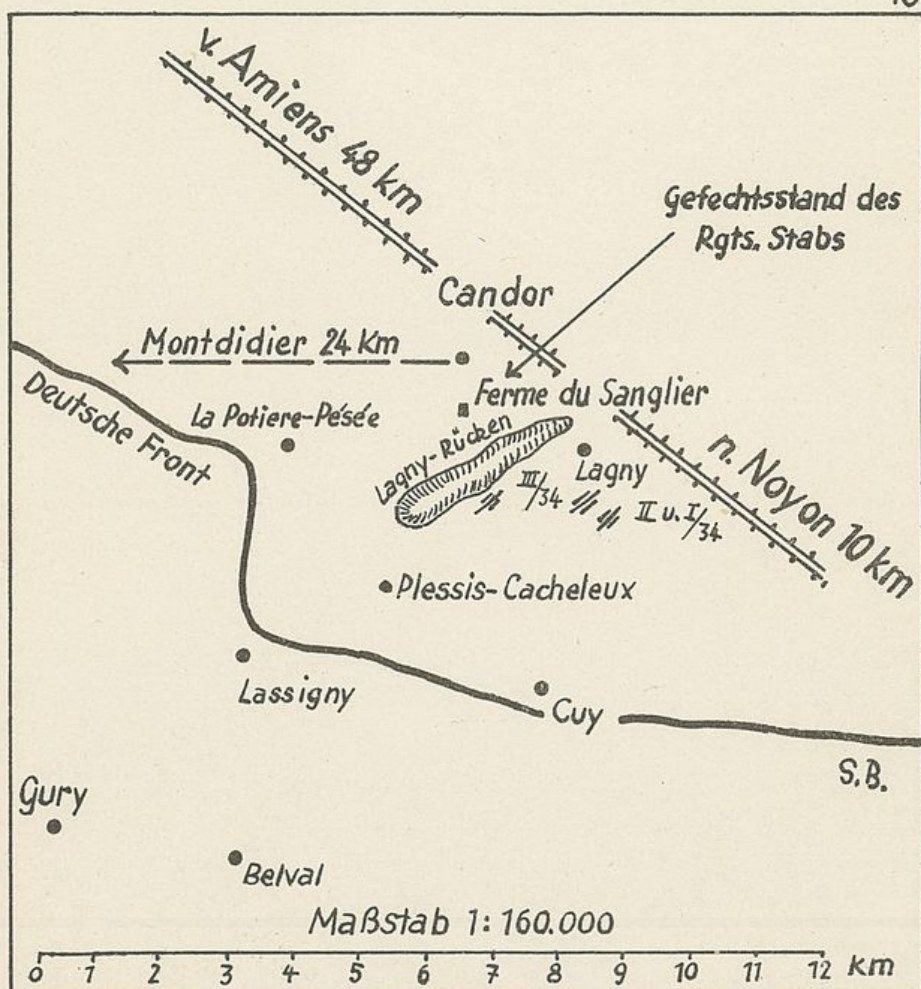 v. Amiens 48 km
Gefechtsstand des
Rgts. Stabs
Candor
Montdidier 24 Km
Ferme du Sanglier
Deutsche Front
La Potiere-Pésée
Lagny-Rücken
Lagny
III/34
II u. I/34
n. Noyon 10 km
Plessis-Cacheleux
Lassigny
Cuy
S.B.
Gury
Belval
Maßstab 1:160.000
0 1 2 3 4 5 6 7 8 9 10 11 12 km